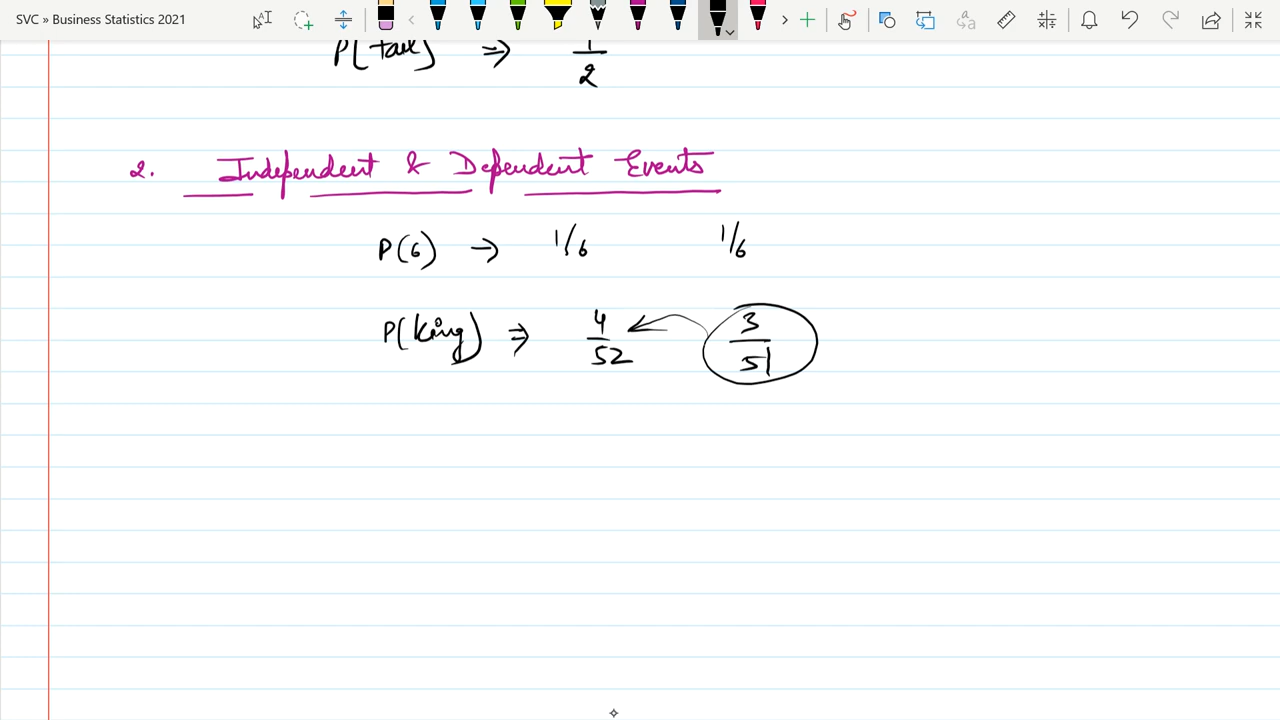 SVC » Business Statistics 2021
P[tail] ⇒ 1/2
2. Independent & Dependent Events
P(6) → 1/6 1/6
P(King) ⇒ 4/52 3/51